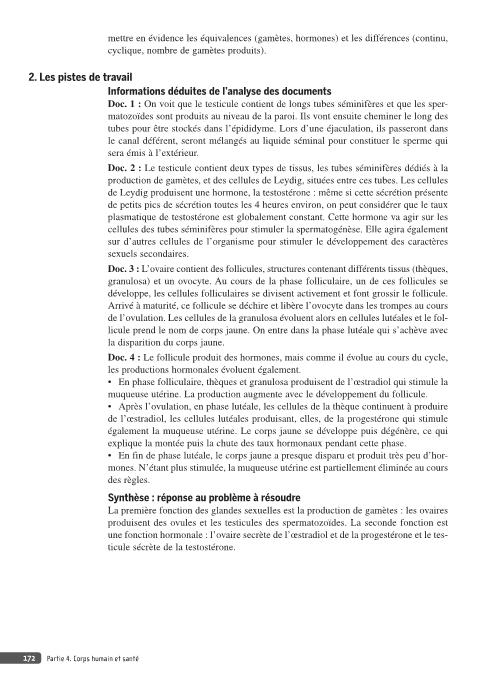 mettre en évidence les équivalences (gamètes, hormones) et les différences (continu,
cyclique, nombre de gamètes produits).
2. Les pistes de travail
Informations déduites de l'analyse des documents
Doc. 1 : On voit que le testicule contient de longs tubes séminifères et que les sper-
matozoïdes sont produits au niveau de la paroi. Ils vont ensuite cheminer le long des
tubes pour être stockés dans l'épididyme. Lors d'une éjaculation, ils passeront dans
le canal déférent, seront mélangés au liquide séminal pour constituer le sperme qui
sera émis à l'extérieur.
Doc. 2 : Le testicule contient deux types de tissus, les tubes séminifères dédiés à la
production de gamètes, et des cellules de Leydig, situées entre ces tubes. Les cellules
de Leydig produisent une hormone, la testostérone ; même si cette sécrétion présente
de petits pics de sécrétion toutes les 4 heures environ, on peut considérer que le taux
plasmatique de testostérone est globalement constant. Cette hormone va agir sur les
cellules des tubes séminifères pour stimuler la spermatogénèse. Elle agira également
sur d'autres cellules de l'organisme pour stimuler le développement des caractères
sexuels secondaires.
Doc. 3 : L'ovaire contient des follicules, structures contenant différents tissus (thèques,
granulosa) et un ovocyte. Au cours de la phase folliculaire, un de ces follicules se
développe, les cellules folliculaires se divisent activement et font grossir le follicule.
Arrivé à maturité, ce follicule se déchire et libère l'ovocyte dans les trompes au cours
de l'ovulation. Les cellules de la granulosa évoluent alors en cellules lutéales et le fol-
licule prend le nom de corps jaune. On entre dans la phase lutéale qui s'achève avec
la disparition du corps jaune.
Doc. 4 : Le follicule produit des hormones, mais comme il évolue au cours du cycle,
les productions hormonales évoluent également.
• En phase folliculaire, thèques et granulosa produisent de l'œstradiol qui stimule la
muqueuse utérine. La production augmente avec le développement du follicule.
• Après l'ovulation, en phase lutéale, les cellules de la thèque continuent à produire
de l'œstradiol, les cellules lutéales produisant, elles, de la progestérone qui stimule
également la muqueuse utérine. Le corps jaune se développe puis dégénère, ce qui
explique la montée puis la chute des taux hormonaux pendant cette phase.
• En fin de phase lutéale, le corps jaune a presque disparu et produit très peu d'hor-
mones. N'étant plus stimulée, la muqueuse utérine est partiellement éliminée au cours
des règles.
Synthèse : réponse au problème à résoudre
La première fonction des glandes sexuelles est la production de gamètes : les ovaires
produisent des ovules et les testicules des spermatozoïdes. La seconde fonction est
une fonction hormonale : l'ovaire secrète de l'œstradiol et de la progestérone et le tes-
ticule sécrète de la testostérone.
172 Partie 4. Corps humain et santé